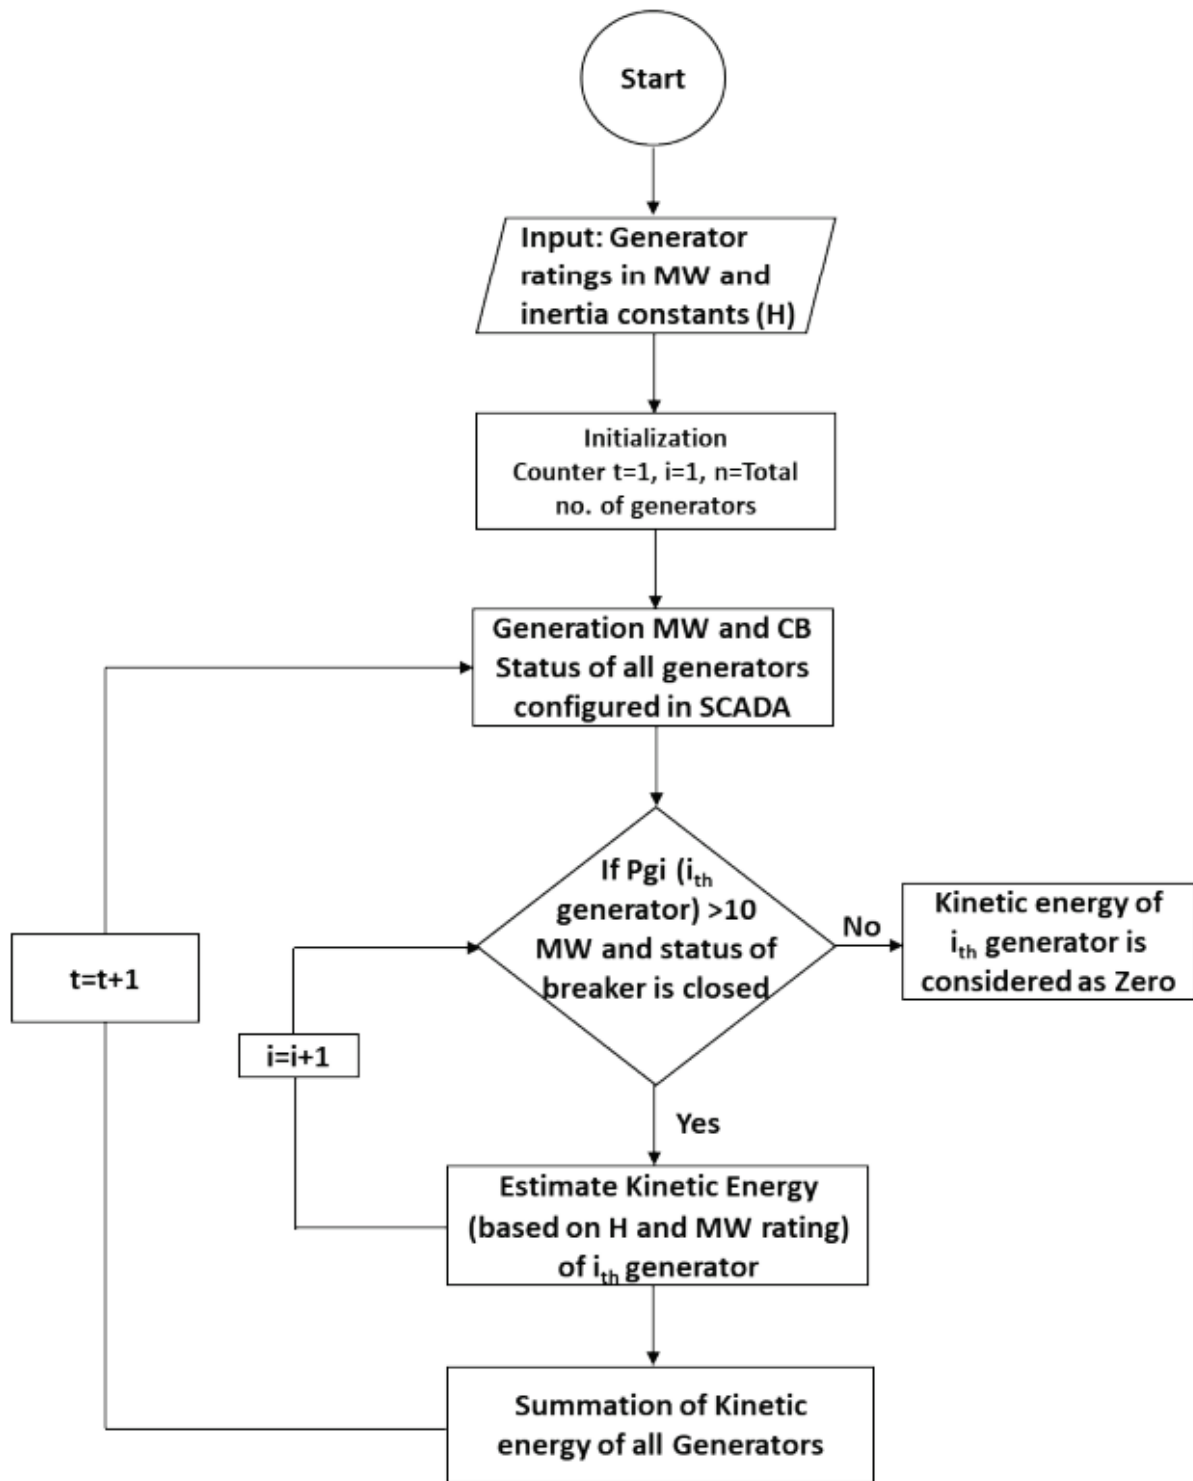 Start
Input: Generator
ratings in MW and
inertia constants (H)
Initialization
Counter t=1, i=1, n=Total
no. of generators
Generation MW and CB
Status of all generators
configured in SCADA
If Pgi (ith
generator) >10
MW and status of
breaker is closed
No
Kinetic energy of
ith generator is
considered as Zero
t=t+1
i=i+1
Yes
Estimate Kinetic Energy
(based on H and MW rating)
of ith generator
Summation of Kinetic
energy of all Generators